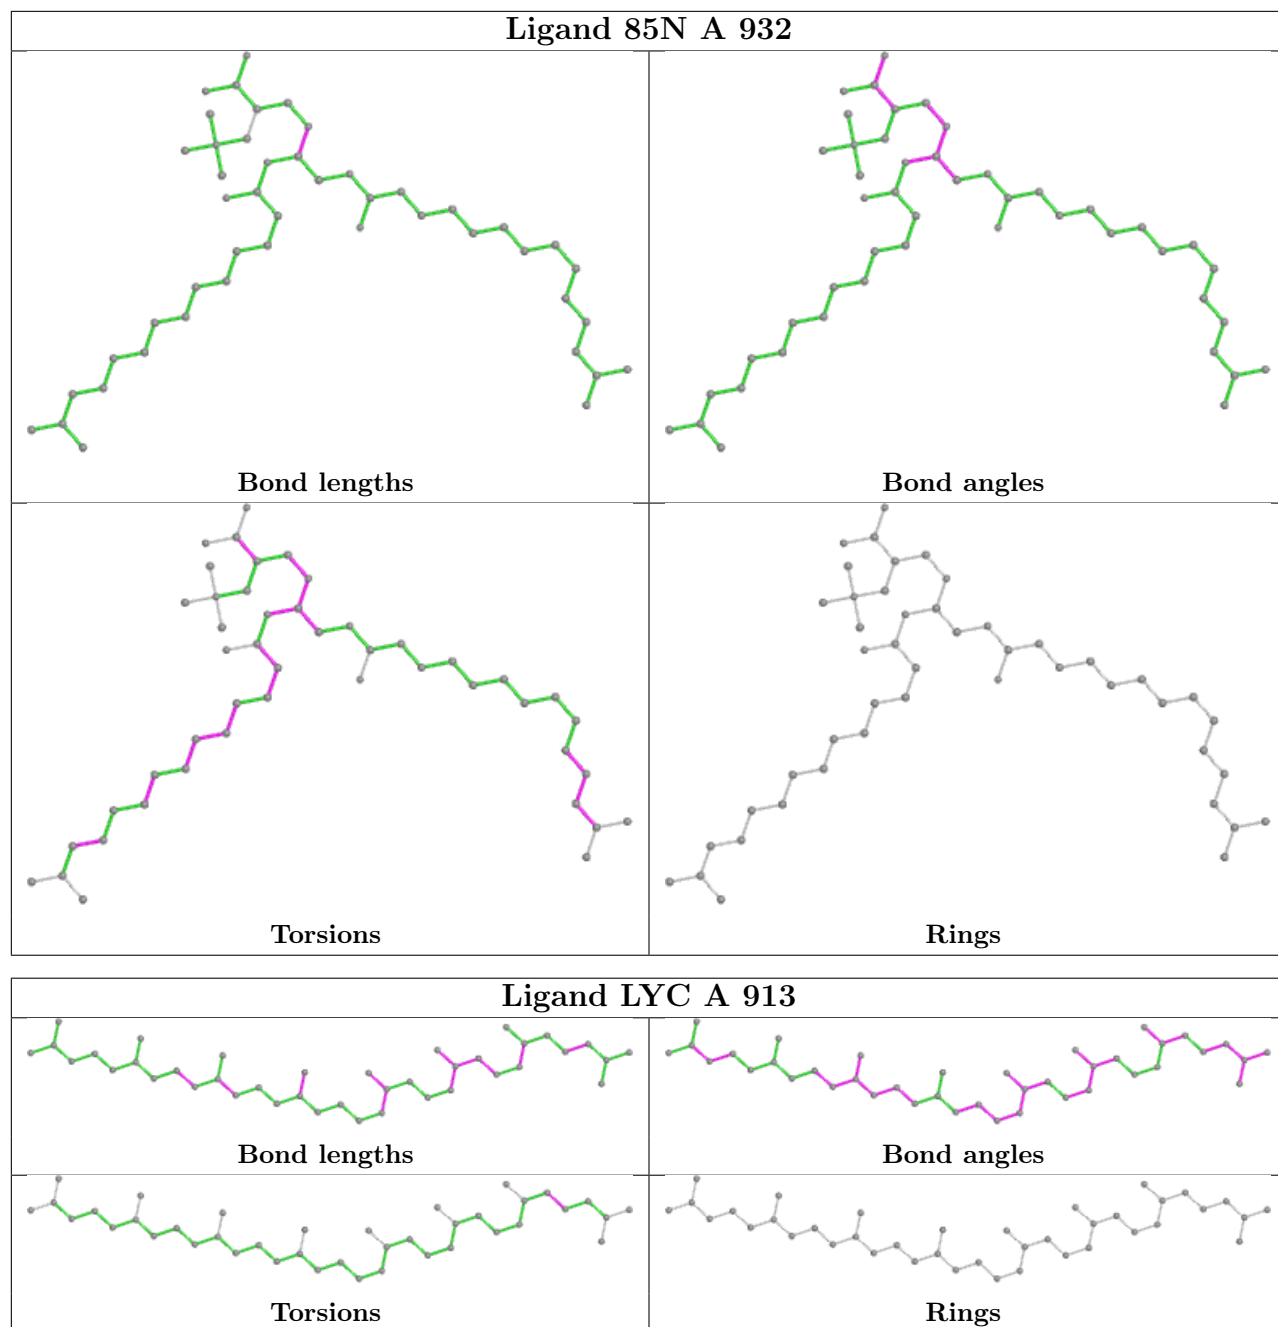 Ligand 85N A 932
Bond lengths
Bond angles
Torsions
Rings
Ligand LYC A 913
Bond lengths
Bond angles
Torsions
Rings